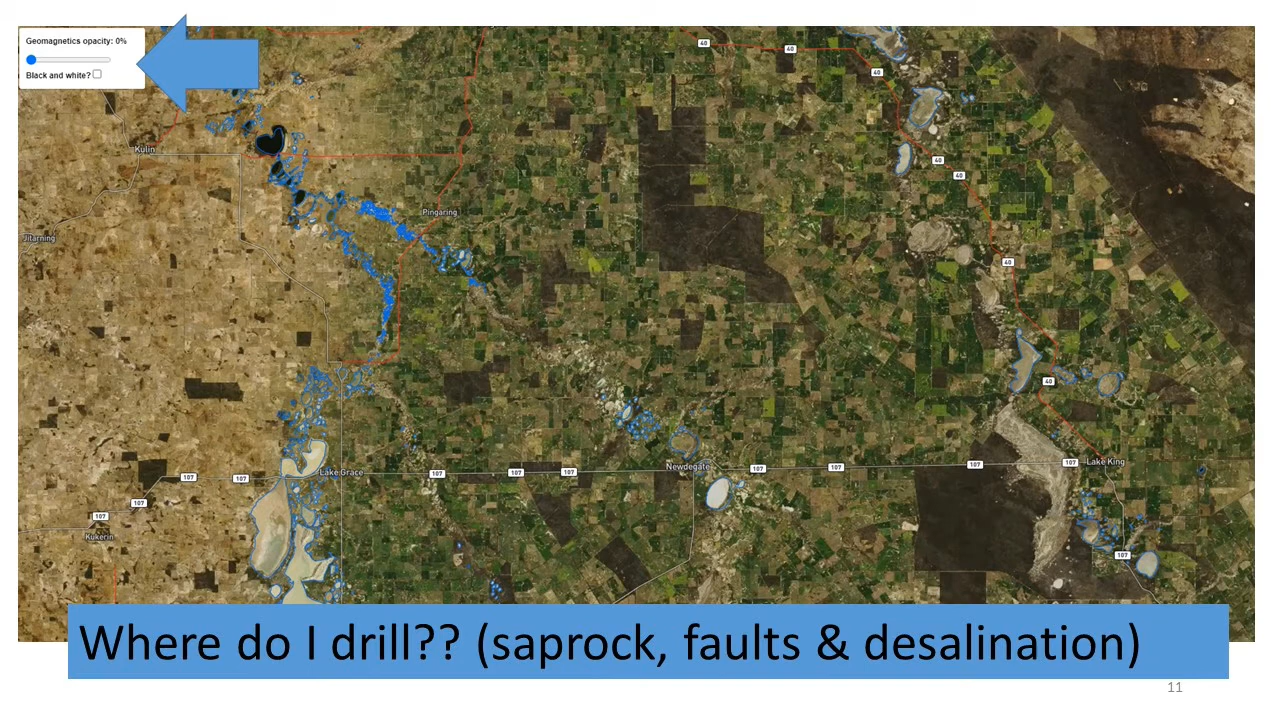 Geomagnetics opacity: 0%
Black and white?
40
40
40
Kulin
40
40
Pingaring
Jitarning
40
40
Lake Grace
107
107
107
107
107
Newdegate
107
107
107
107
Lake King
107
107
Kukerin
107
Where do I drill?? (saprock, faults & desalination)
11